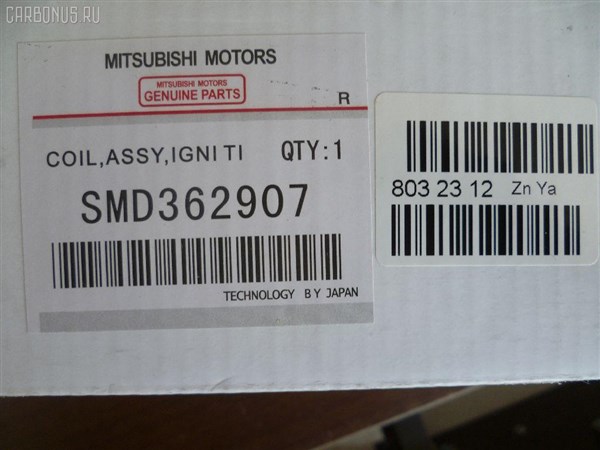 CARBONUS.RU
MITSUBISHI MOTORS
MITSUBISHI MOTORS
GENUINE PARTS
R
COIL,ASSY,IGNI TI QTY:1
SMD362907
TECHNOLOGY B Y JAPAN
803 23 12 Zn Ya